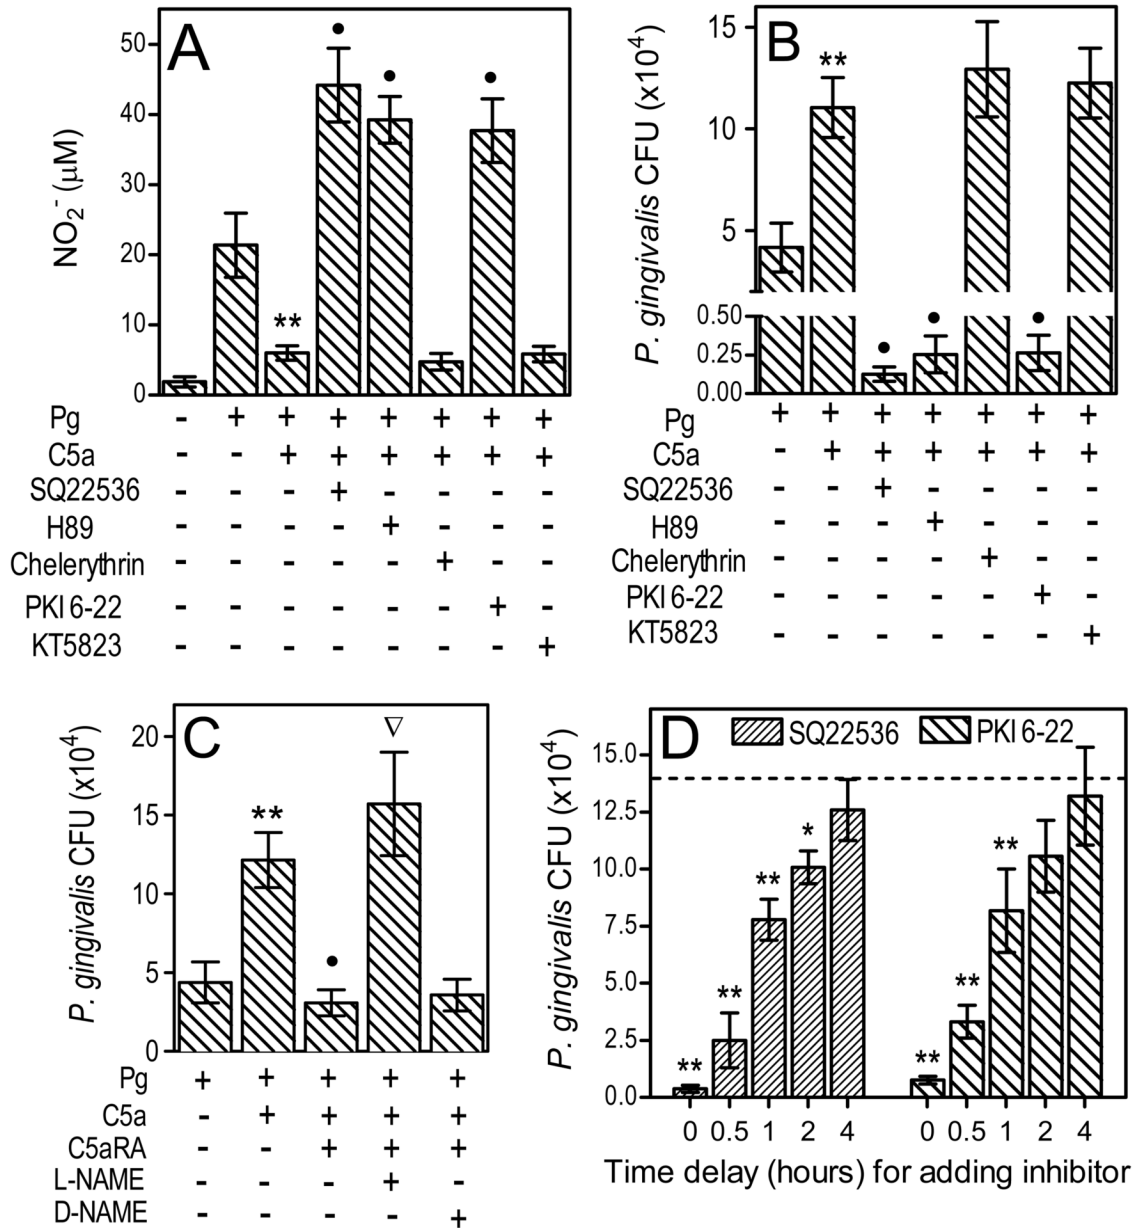 A
NO2- (µM)
50
40
30
20
10
0
** • • •
Pg - + + + + + + +
C5a - - + + + + + +
SQ22536 - - - + - - - -
H89 - - - - + - - -
Chelerythrin - - - - - + - -
PKI 6-22 - - - - - - + -
KT5823 - - - - - - - +
B
P. gingivalis CFU (x10⁴)
15
10
5
0.50
0.25
0.00
** • • •
Pg + + + + + + +
C5a - + + + + + +
SQ22536 - - + - - - -
H89 - - - + - - -
Chelerythrin - - - - + - -
PKI 6-22 - - - - - + -
KT5823 - - - - - - +
C
P. gingivalis CFU (x10⁴)
20
15
10
5
0
** • ▽
Pg + + + + +
C5a - + + + +
C5aRA - - + + +
L-NAME - - - + -
D-NAME - - - - +
D
SQ22536 PKI 6-22
P. gingivalis CFU (x10⁴)
15.0
12.5
10.0
7.5
5.0
2.5
0.0
** ** ** * ** ** **
0 0.5 1 2 4 0 0.5 1 2 4
Time delay (hours) for adding inhibitor